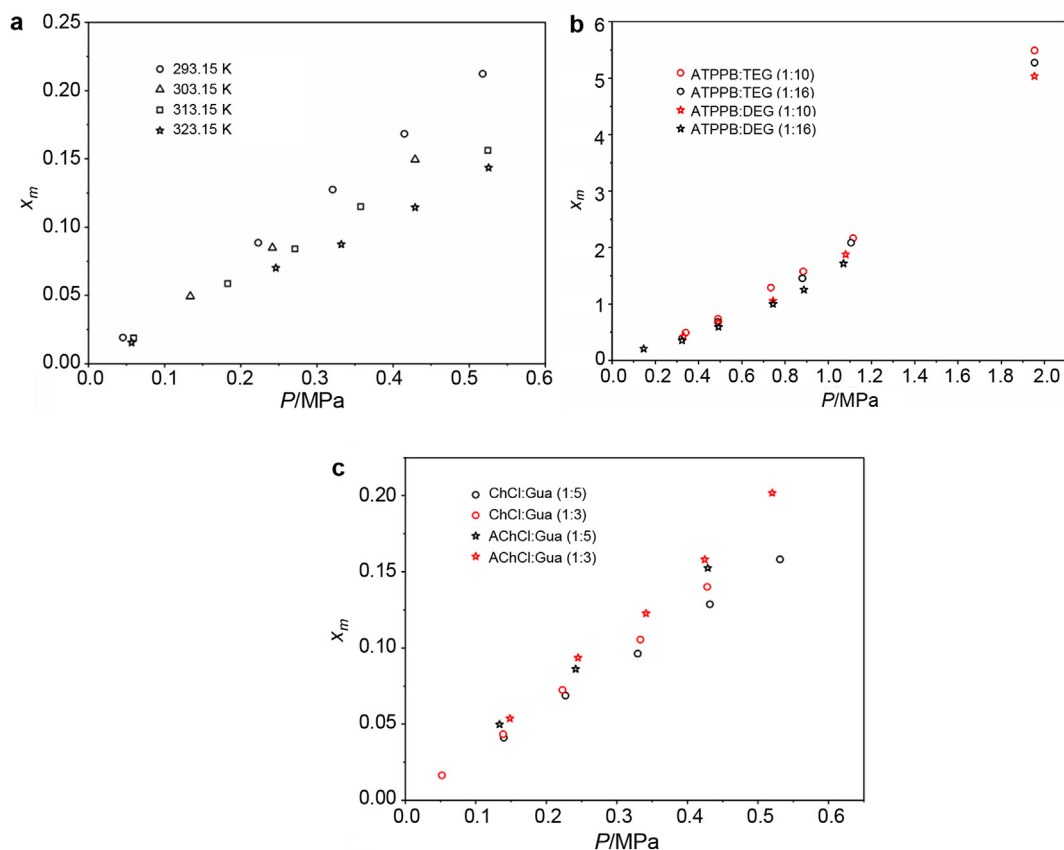 a
0.25
0.20
0.15
0.10
0.05
0.00
xm
293.15 K
303.15 K
313.15 K
323.15 K
0.0 0.1 0.2 0.3 0.4 0.5 0.6
P/MPa
b
6
5
4
3
2
1
0
xm
ATPPB:TEG (1:10)
ATPPB:TEG (1:16)
ATPPB:DEG (1:10)
ATPPB:DEG (1:16)
0.0 0.2 0.4 0.6 0.8 1.0 1.2 1.4 1.6 1.8 2.0
P/MPa
c
0.20
0.15
0.10
0.05
0.00
xm
ChCl:Gua (1:5)
ChCl:Gua (1:3)
AChCl:Gua (1:5)
AChCl:Gua (1:3)
0.0 0.1 0.2 0.3 0.4 0.5 0.6
P/MPa